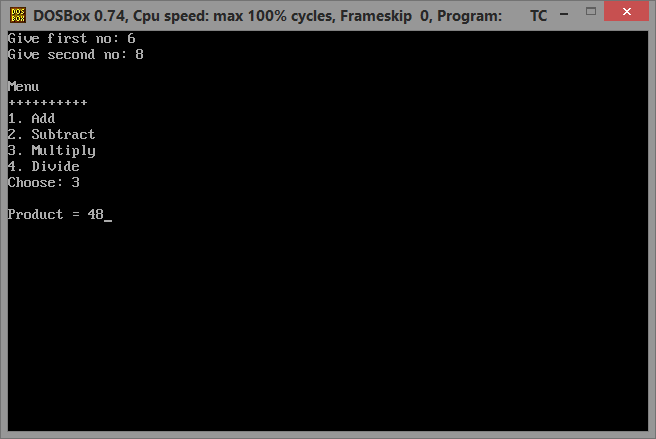 DOS
BOX
DOSBox 0.74, Cpu speed: max 100% cycles, Frameskip  0, Program:       TC
Give first no: 6
Give second no: 8
Menu
++++++++++
1. Add
2. Subtract
3. Multiply
4. Divide
Choose: 3
Product = 48_